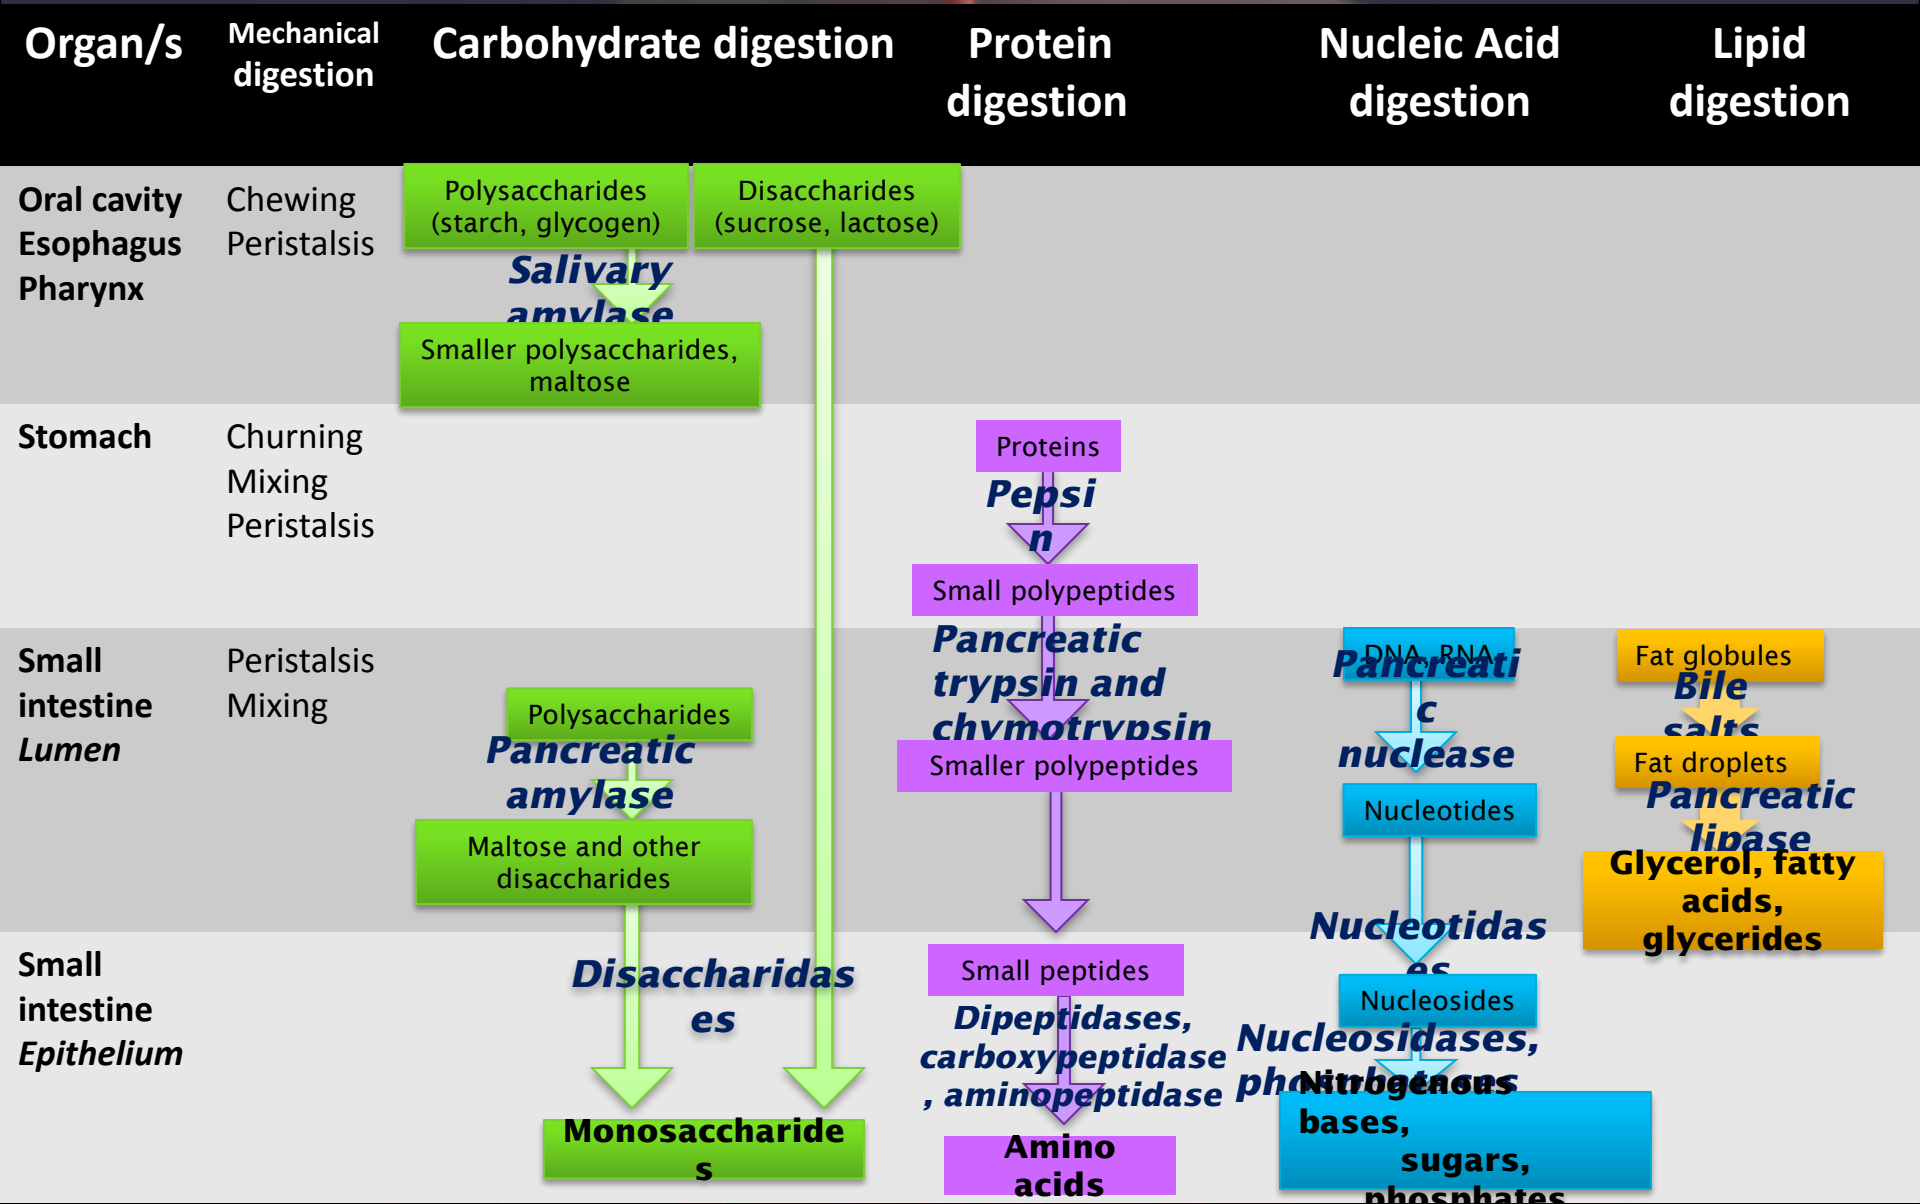 Organ/s
Mechanical
digestion
Carbohydrate digestion
Protein
digestion
Nucleic Acid
digestion
Lipid
digestion
Oral cavity
Esophagus
Pharynx
Chewing
Peristalsis
Polysaccharides
(starch, glycogen)
Disaccharides
(sucrose, lactose)
Salivary
amylase
Smaller polysaccharides,
maltose
Stomach
Churning
Mixing
Peristalsis
Proteins
Pepsi
n
Small polypeptides
Small
intestine
Lumen
Peristalsis
Mixing
Polysaccharides
Pancreatic
amylase
Maltose and other
disaccharides
Pancreatic
trypsin and
chymotrypsin
Smaller polypeptides
DNA, RNA
Pancreati
c
nuclease
Nucleotides
Fat globules
Bile
salts
Fat droplets
Pancreatic
lipase
Glycerol, fatty
acids,
glycerides
Small
intestine
Epithelium
Disaccharidas
es
Monosaccharide
s
Small peptides
Dipeptidases,
carboxypeptidase
, aminopeptidase
Amino
acids
Nucleotidas
es
Nucleosides
Nucleosidases,
phosphatases
Nitrogenous
bases,
sugars,
phosphates